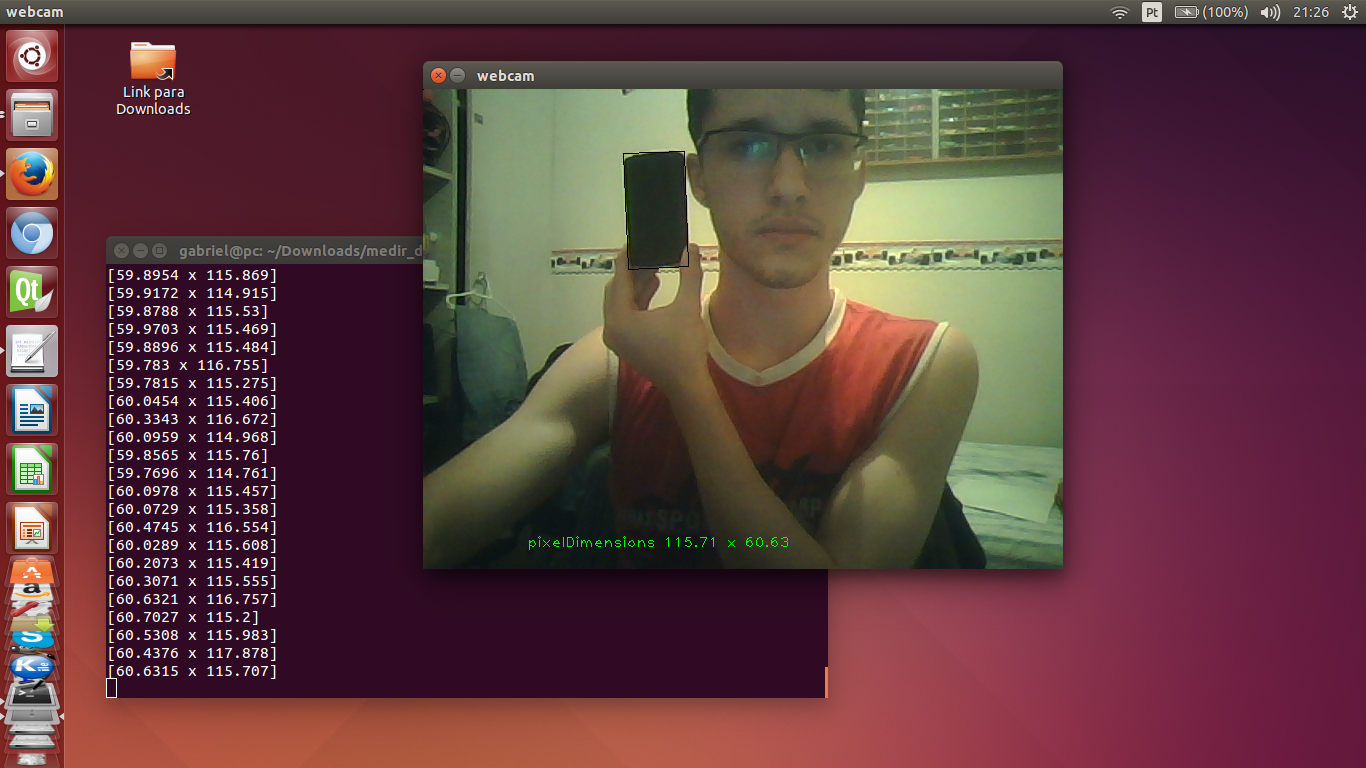 webcam
Pt
(100%)
21:26
Link para
Downloads
webcam
gabriel@pc: ~/Downloads/medir_d
[59.8954 x 115.869]
[59.9172 x 114.915]
[59.8788 x 115.53]
[59.9703 x 115.469]
[59.8896 x 115.484]
[59.783 x 116.755]
[59.7815 x 115.275]
[60.0454 x 115.406]
[60.3343 x 116.672]
[60.0959 x 114.968]
[59.8565 x 115.76]
[59.7696 x 114.761]
[60.0978 x 115.457]
[60.0729 x 115.358]
[60.4745 x 116.554]
[60.0289 x 115.608]
[60.2073 x 115.419]
[60.3071 x 115.555]
[60.6321 x 116.757]
[60.7027 x 115.2]
[60.5308 x 115.983]
[60.4376 x 117.878]
[60.6315 x 115.707]
pixelDimensions 115.71 x 60.63
Qt